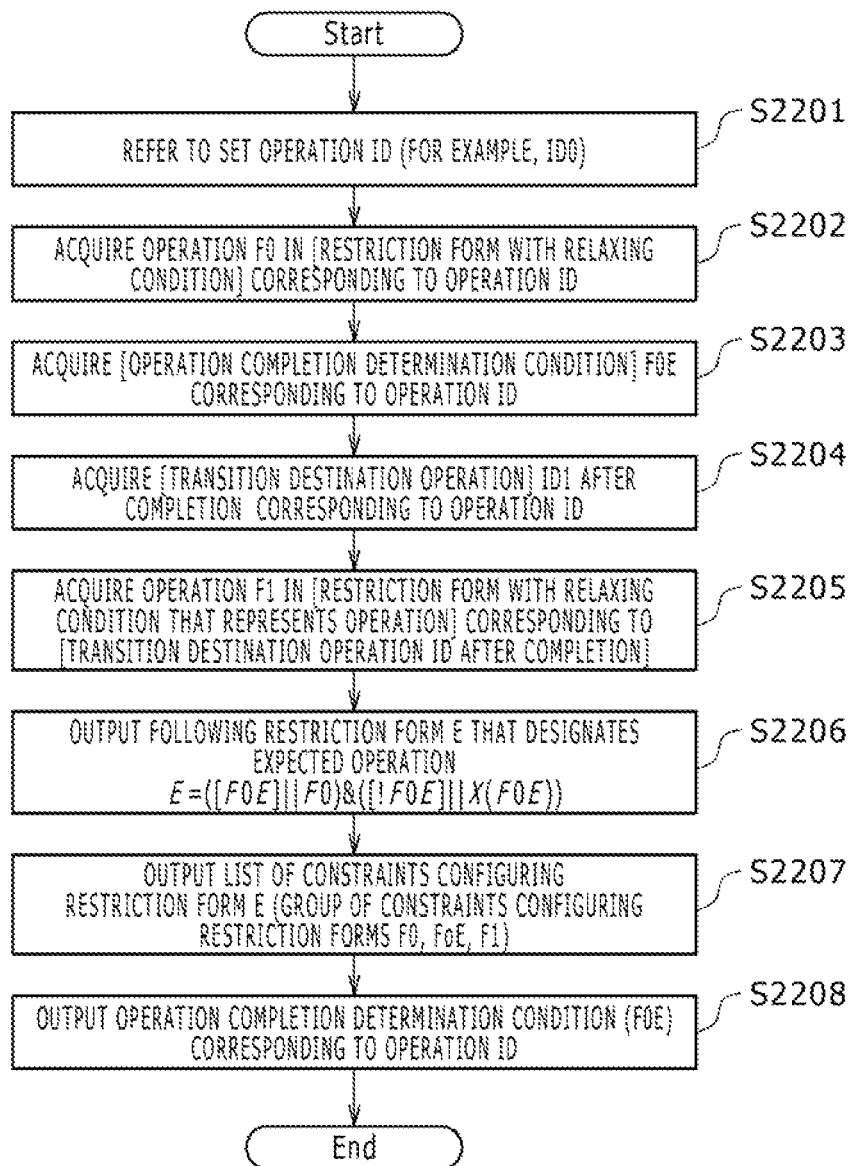 Start
S2201
REFER TO SET OPERATION ID (FOR EXAMPLE, ID0)
S2202
ACQUIRE OPERATION F0 IN [RESTRICTION FORM WITH RELAXING
CONDITION] CORRESPONDING TO OPERATION ID
S2203
ACQUIRE [OPERATION COMPLETION DETERMINATION CONDITION] F0E
CORRESPONDING TO OPERATION ID
S2204
ACQUIRE [TRANSITION DESTINATION OPERATION] ID1 AFTER
COMPLETION CORRESPONDING TO OPERATION ID
S2205
ACQUIRE OPERATION F1 IN [RESTRICTION FORM WITH RELAXING
CONDITION THAT REPRESENTS OPERATION] CORRESPONDING TO
[TRANSITION DESTINATION OPERATION ID AFTER COMPLETION]
S2206
OUTPUT FOLLOWING RESTRICTION FORM E THAT DESIGNATES
EXPECTED OPERATION
E=([F0E]||F0)&([!F0E]||X(F0E))
S2207
OUTPUT LIST OF CONSTRAINTS CONFIGURING
RESTRICTION FORM E (GROUP OF CONSTRAINTS CONFIGURING
RESTRICTION FORMS F0, FoE, F1)
S2208
OUTPUT OPERATION COMPLETION DETERMINATION CONDITION (F0E)
CORRESPONDING TO OPERATION ID
End